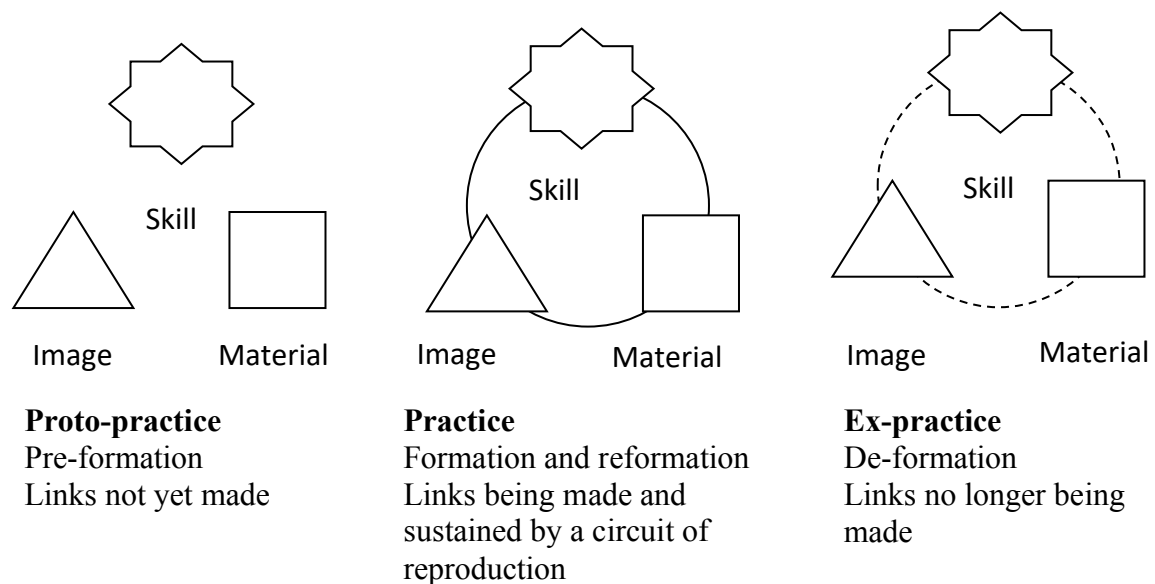 Skill
Image
Material
Proto-practice
Pre-formation
Links not yet made
Skill
Image
Material
Practice
Formation and reformation
Links being made and
sustained by a circuit of
reproduction
Skill
Image
Material
Ex-practice
De-formation
Links no longer being
made